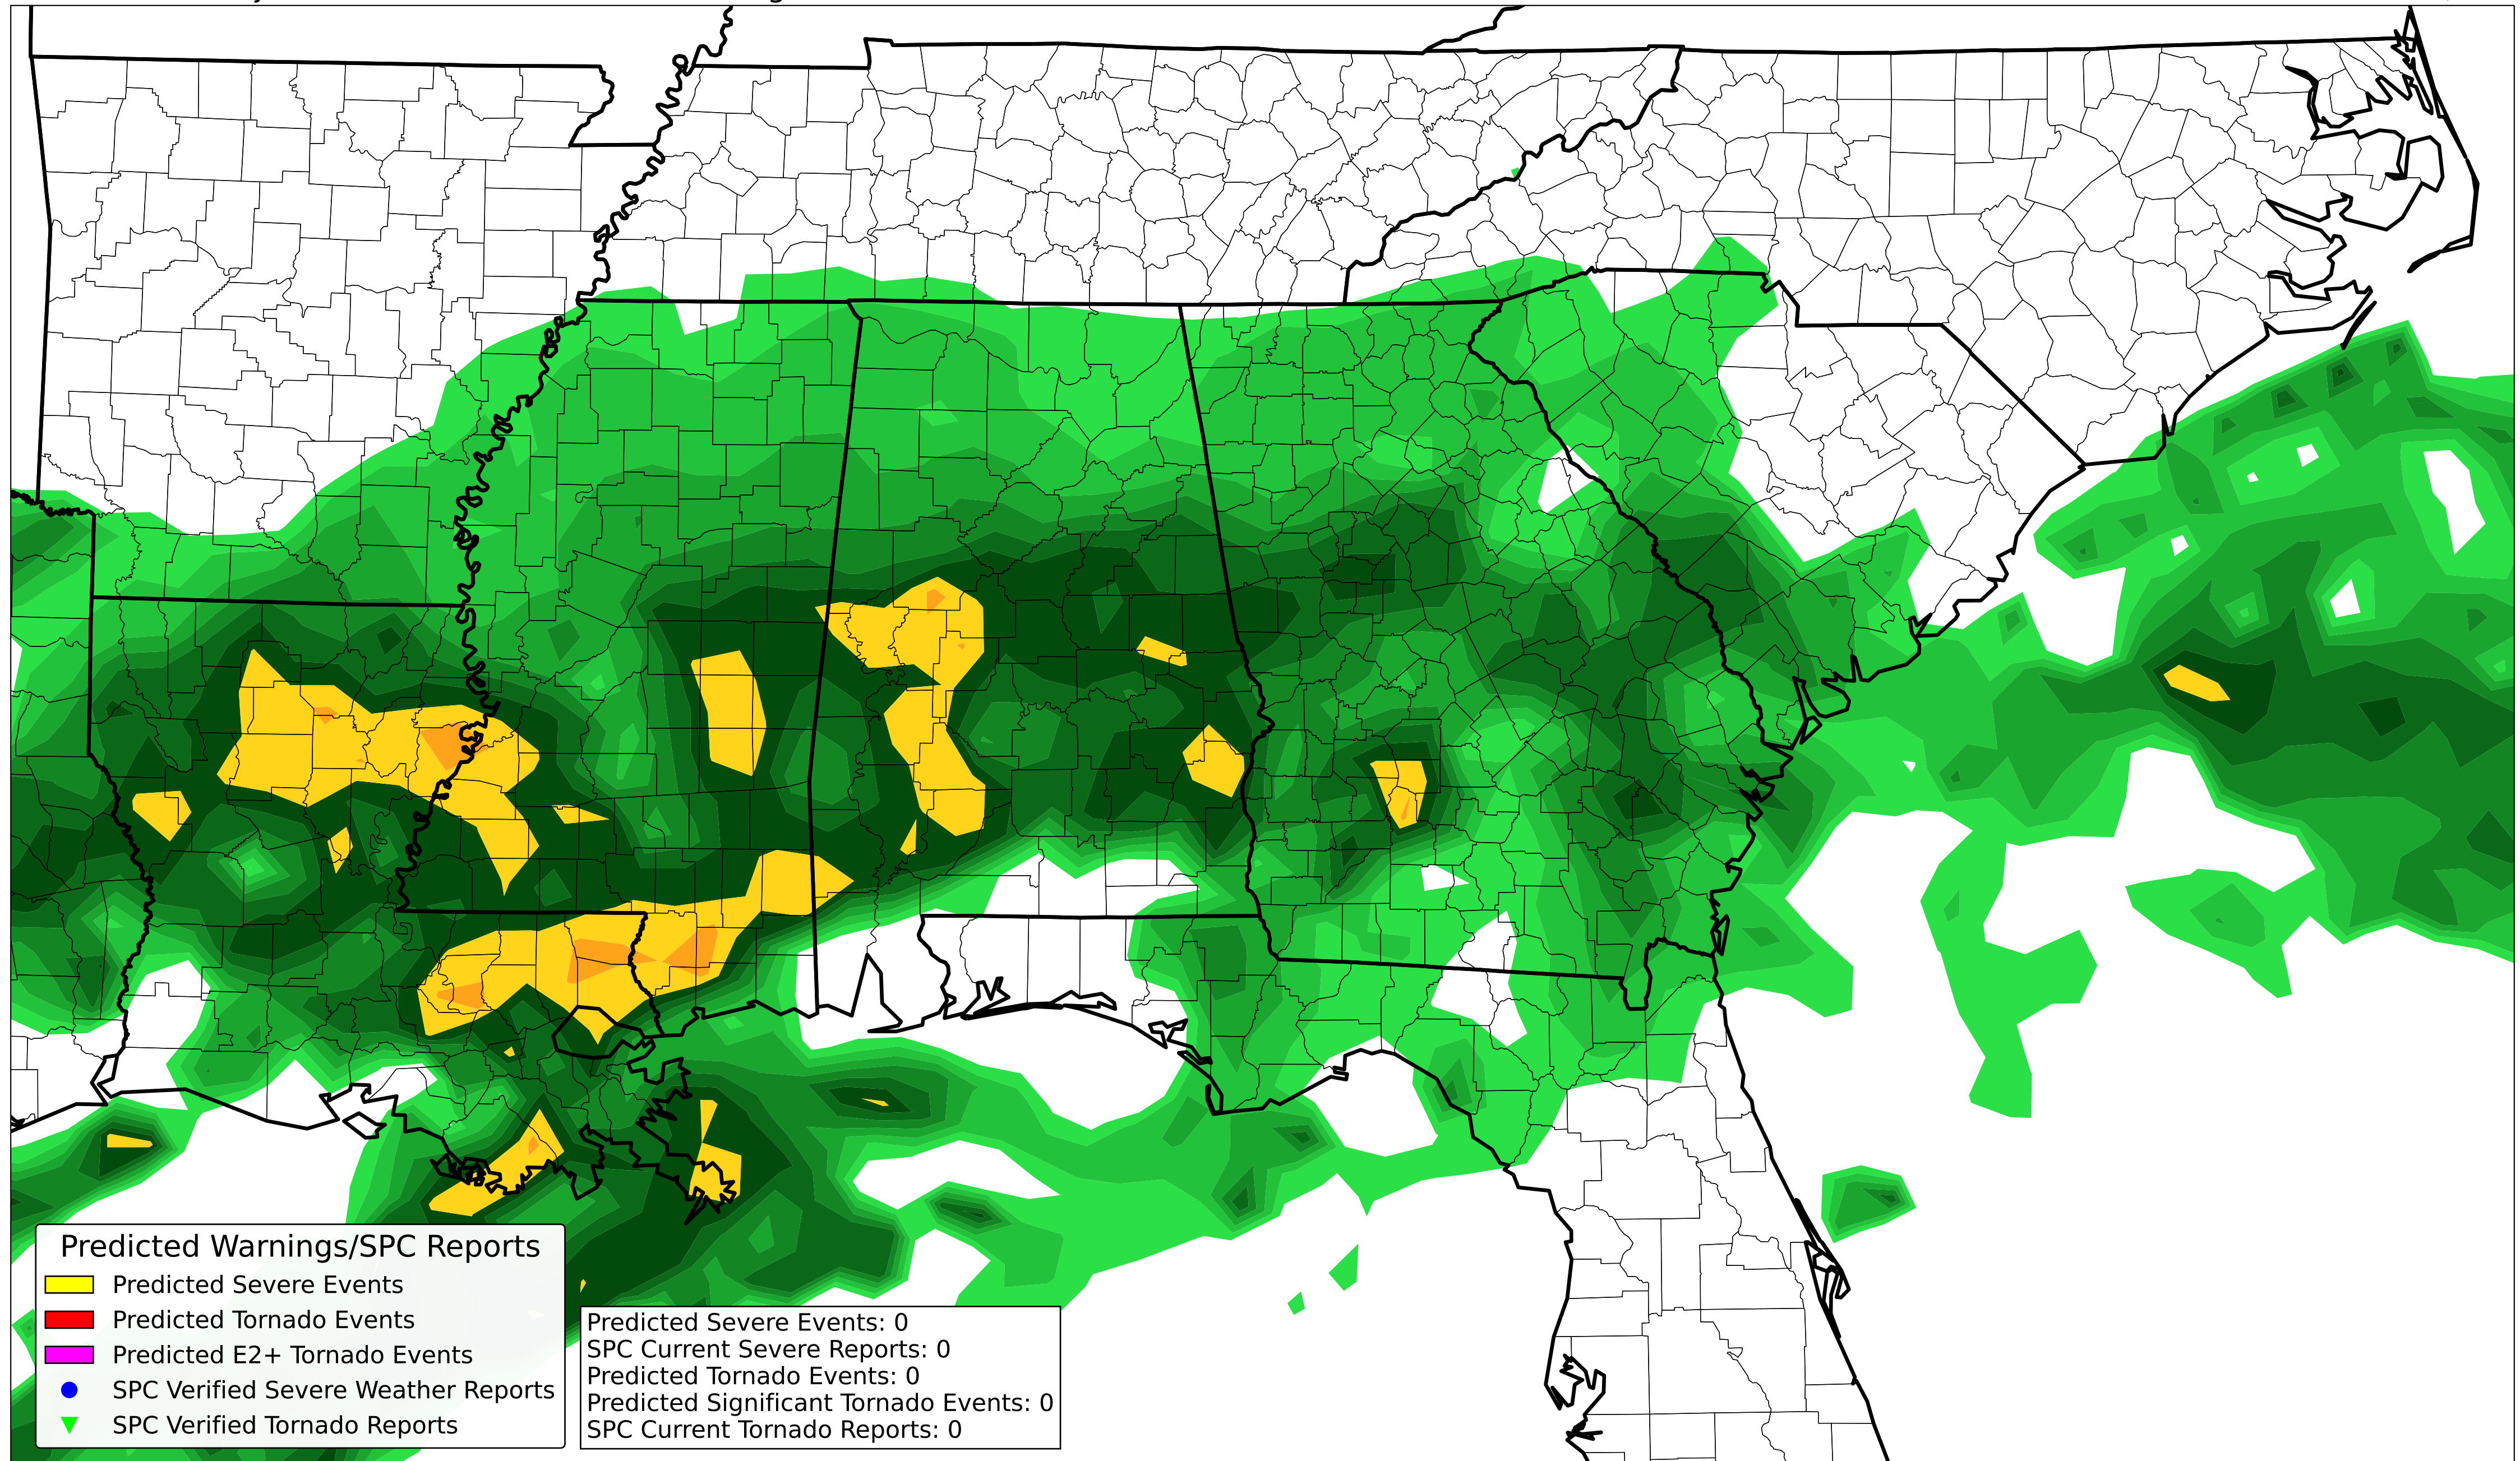 Predicted Warnings/SPC Reports
Predicted Severe Events
Predicted Tornado Events
Predicted E2+ Tornado Events
SPC Verified Severe Weather Reports
SPC Verified Tornado Reports
Predicted Severe Events: 0
SPC Current Severe Reports: 0
Predicted Tornado Events: 0
Predicted Significant Tornado Events: 0
SPC Current Tornado Reports: 0